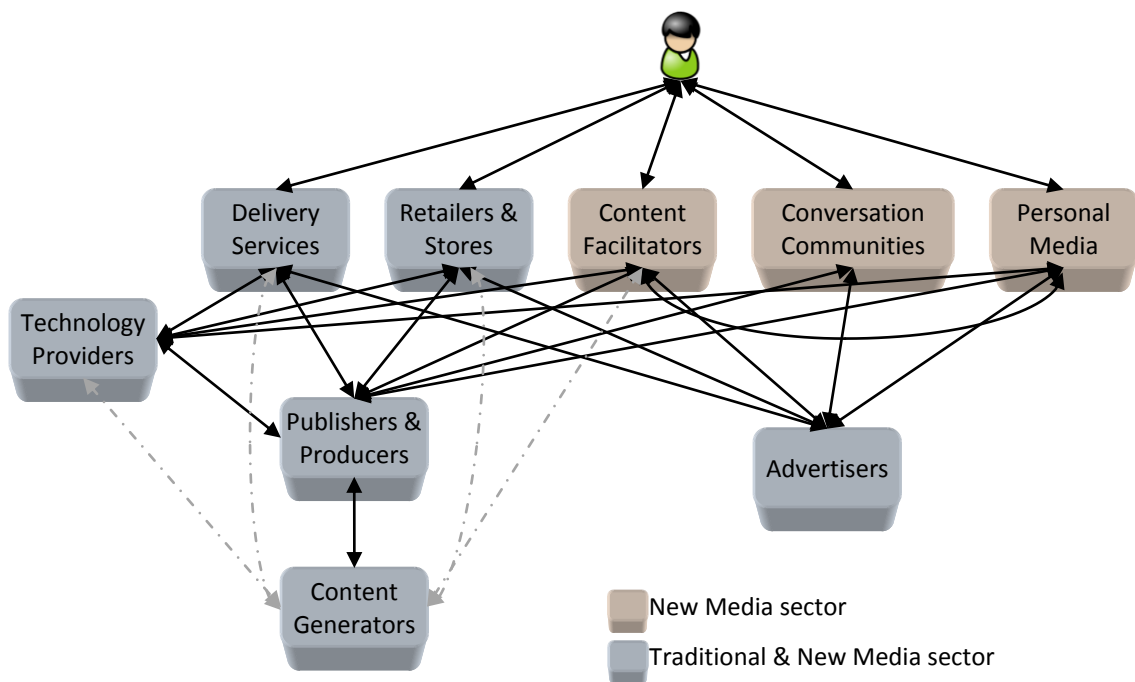 Delivery
Services
Retailers &
Stores
Content
Facilitators
Conversation
Communities
Personal
Media
Technology
Providers
Publishers &
Producers
Advertisers
Content
Generators
New Media sector
Traditional & New Media sector